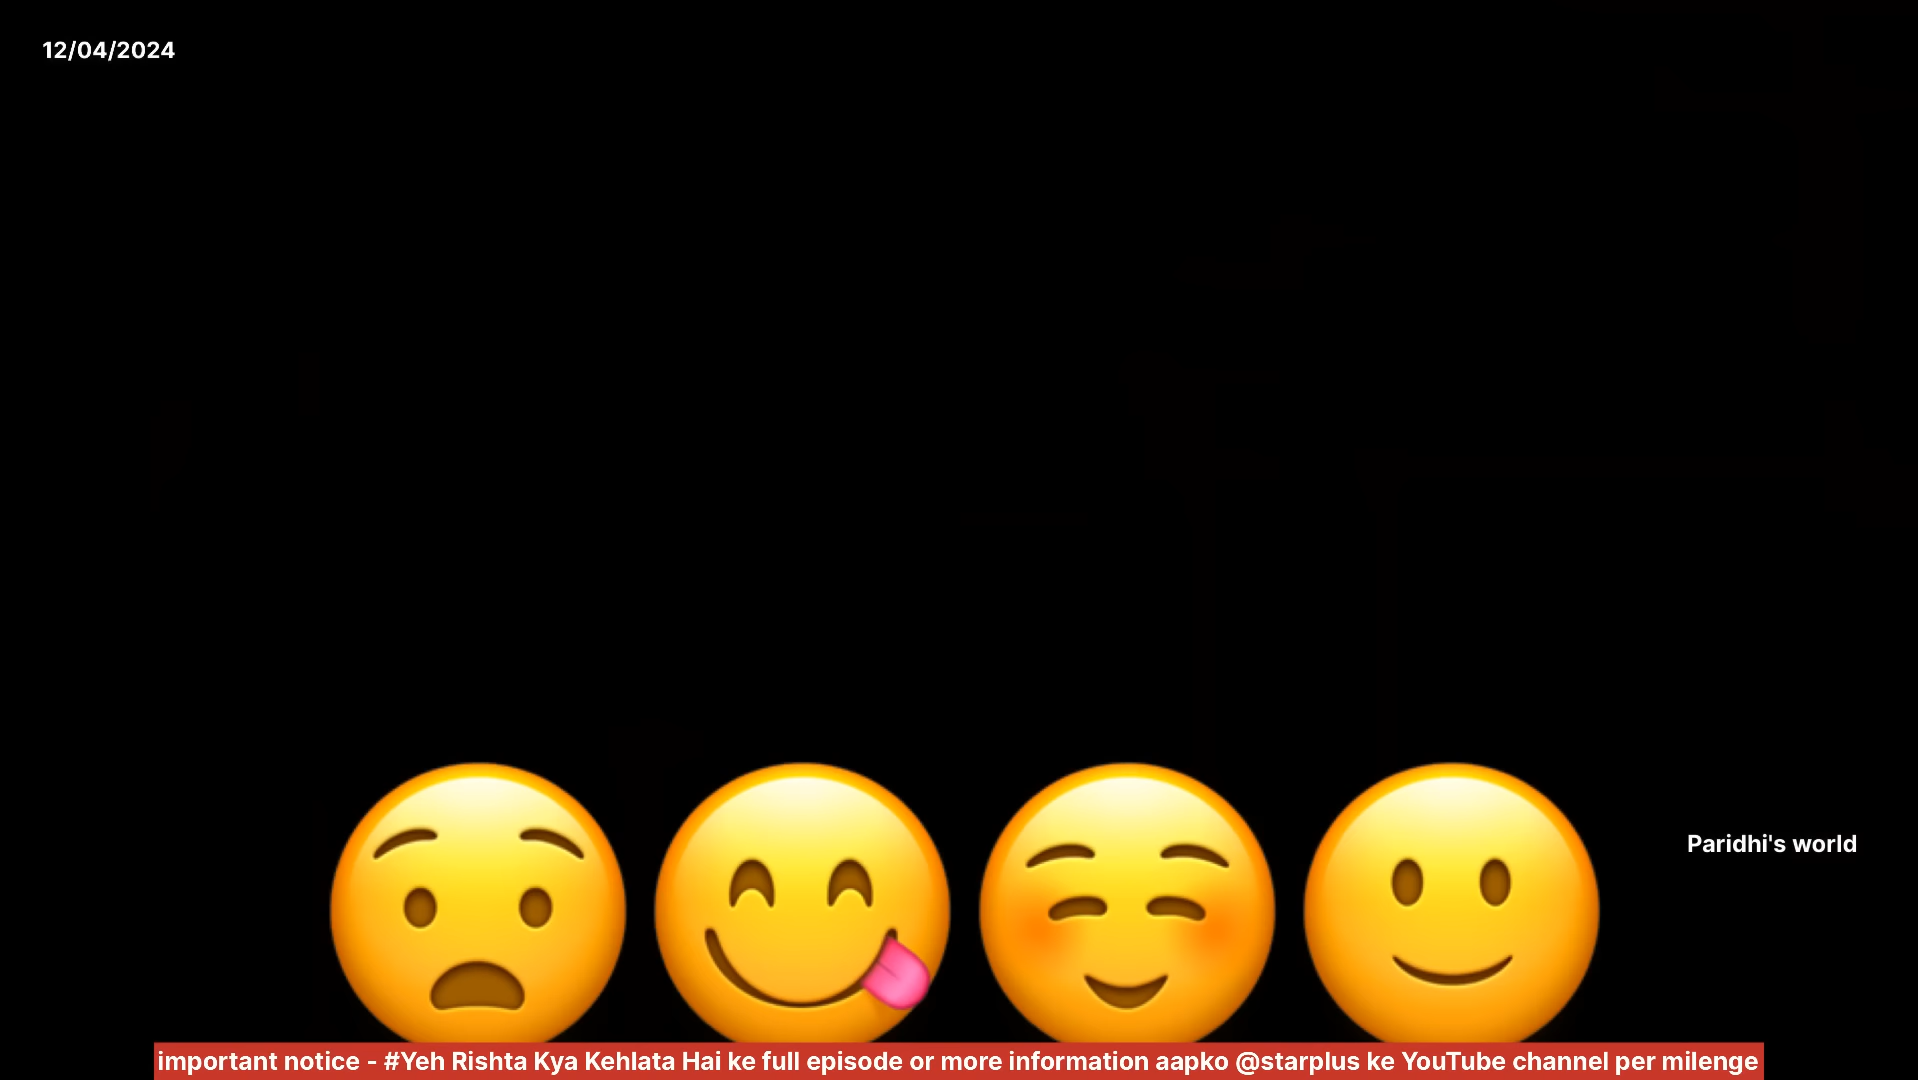 12/04/2024
Paridhi's world
important notice - #Yeh Rishta Kya Kehlata Hai ke full episode or more information aapko @starplus ke YouTube channel per milenge